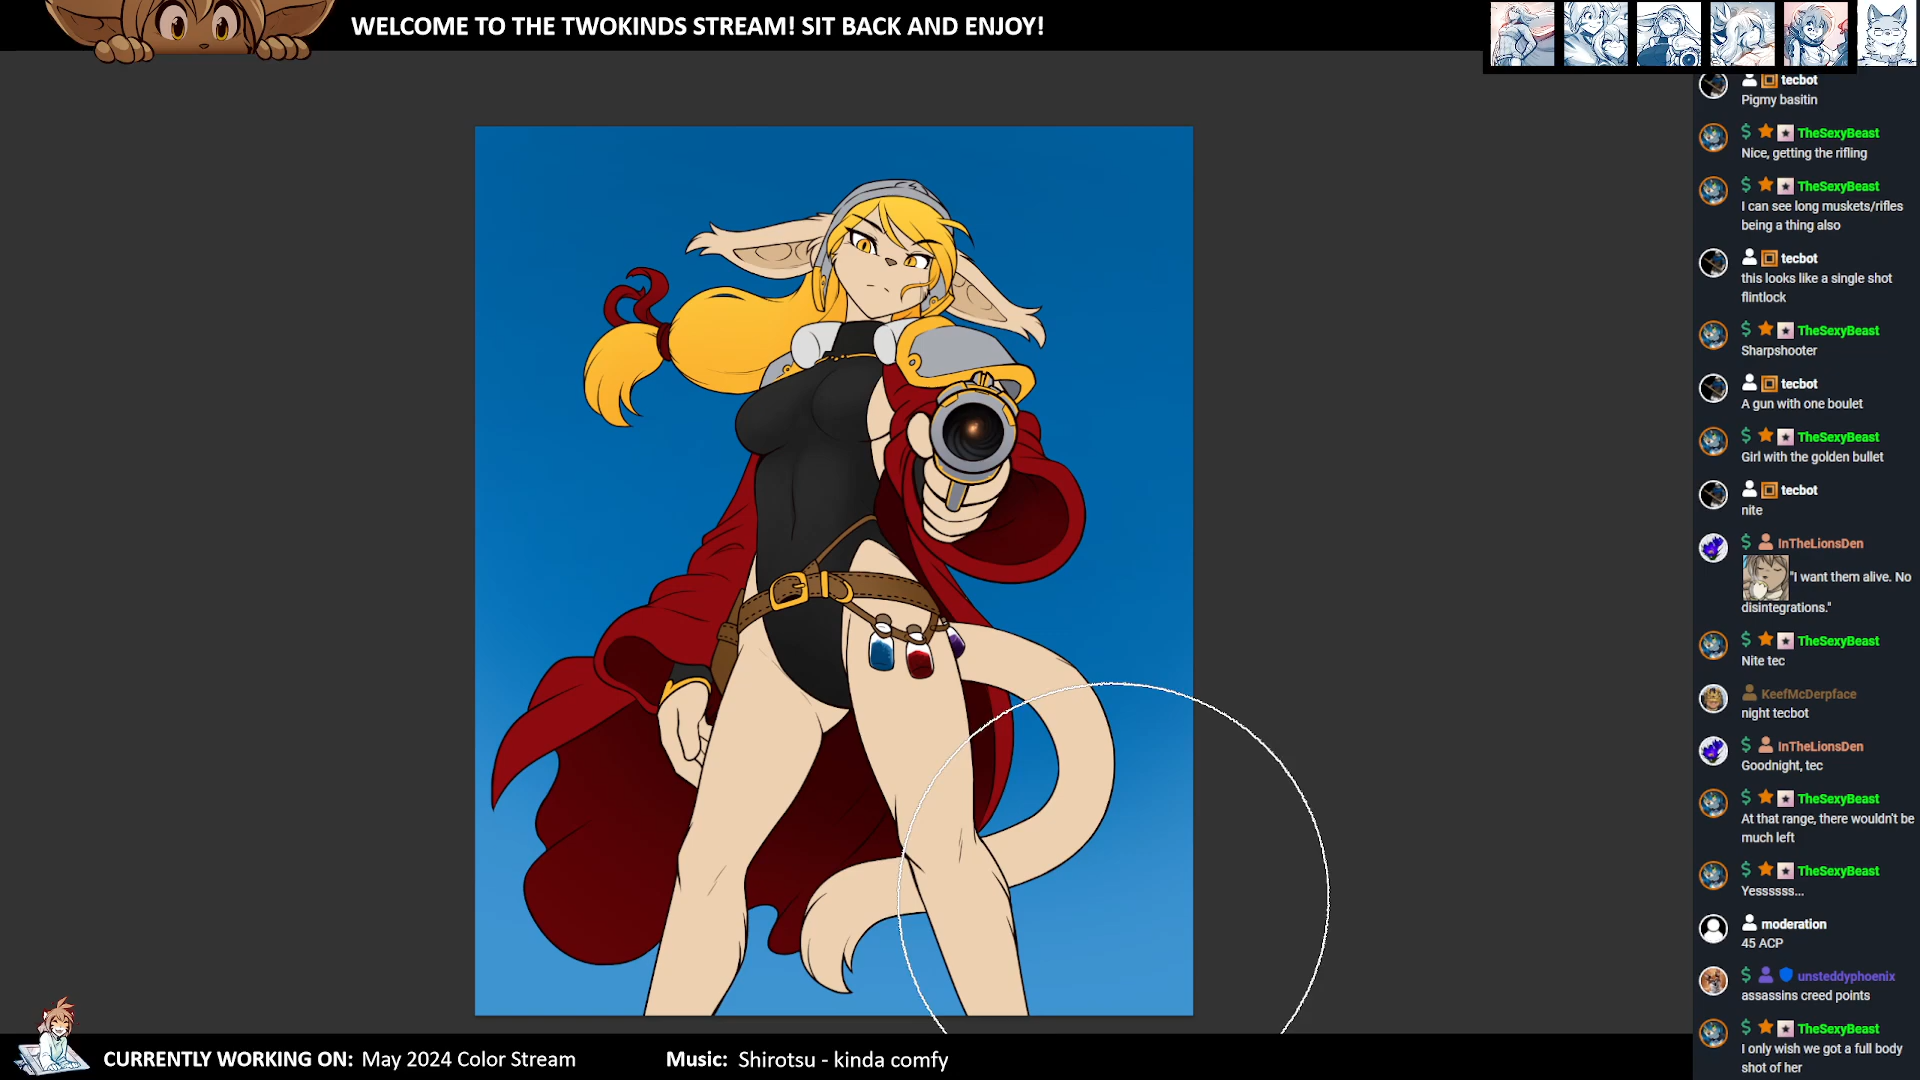 WELCOME TO THE TWOKINDS STREAM! SIT BACK AND ENJOY!
tecbot
Pigmy basitin
TheSexyBeast
Nice, getting the rifling
TheSexyBeast
I can see long muskets/rifles
being a thing also
tecbot
this looks like a single shot
flintlock
TheSexyBeast
Sharpshooter
tecbot
A gun with one boulet
TheSexyBeast
Girl with the golden bullet
tecbot
nite
InTheLionsDen
"I want them alive. No
disintegrations."
TheSexyBeast
Nite tec
KeefMcDerpface
night tecbot
InTheLionsDen
Goodnight, tec
TheSexyBeast
At that range, there wouldn't be
much left
TheSexyBeast
Yessssss...
moderation
45 ACP
unsteddyphoenix
assassins creed points
TheSexyBeast
I only wish we got a full body
shot of her
CURRENTLY WORKING ON: May 2024 Color Stream
Music: Shirotsu - kinda comfy